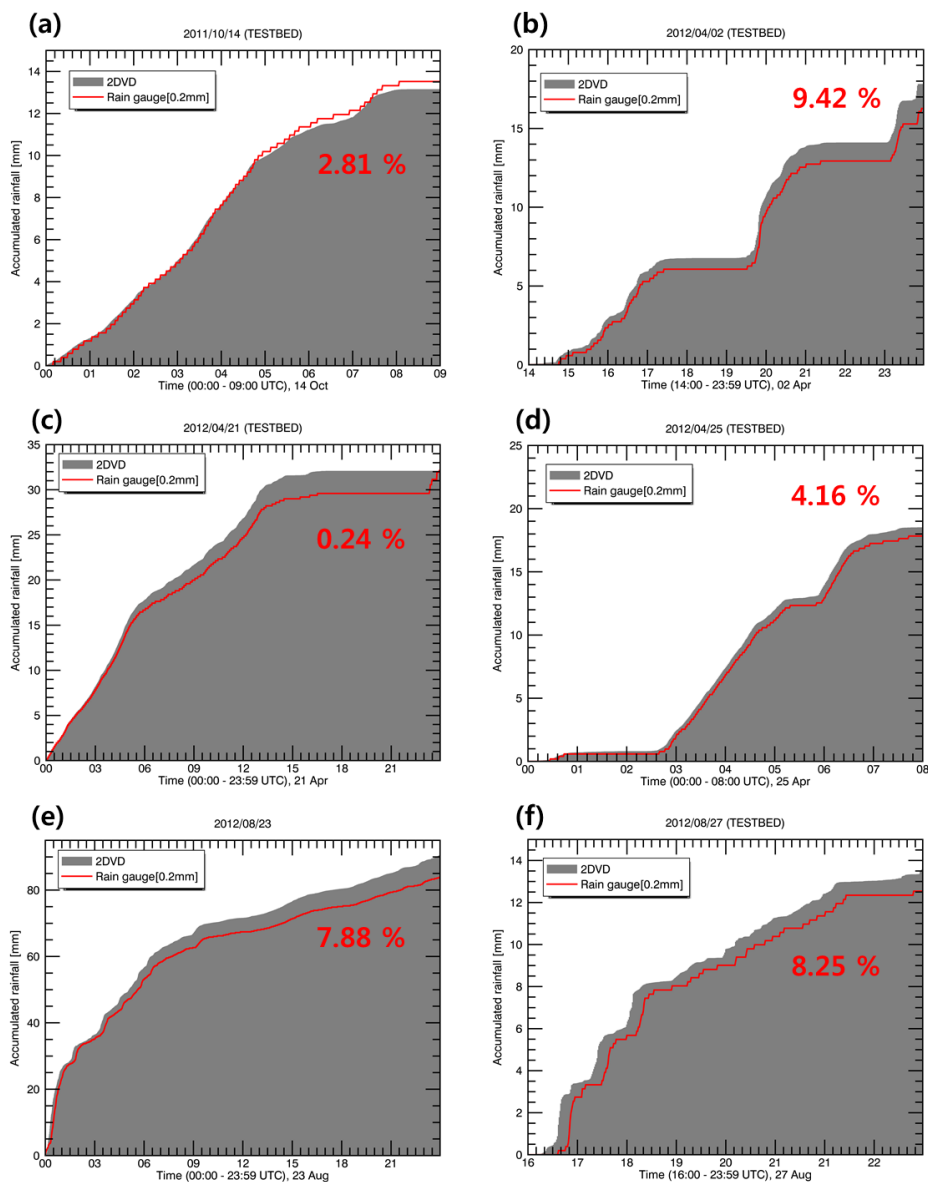 (a)
2011/10/14 (TESTBED)
14
12
10
8
6
4
2
0
Accumulated rainfall [mm]
2DVD
Rain gauge[0.2mm]
2.81 %
00 01 02 03 04 05 06 07 08 09
Time (00:00 - 09:00 UTC), 14 Oct
(b)
2012/04/02 (TESTBED)
20
15
10
5
0
Accumulated rainfall [mm]
2DVD
Rain gauge[0.2mm]
9.42 %
14 15 16 17 18 19 20 21 22 23
Time (14:00 - 23:59 UTC), 02 Apr
(c)
2012/04/21 (TESTBED)
35
30
25
20
15
10
5
0
Accumulated rainfall [mm]
2DVD
Rain gauge[0.2mm]
0.24 %
00 03 06 09 12 15 18 21
Time (00:00 - 23:59 UTC), 21 Apr
(d)
2012/04/25 (TESTBED)
25
20
15
10
5
0
Accumulated rainfall [mm]
2DVD
Rain gauge[0.2mm]
4.16 %
00 01 02 03 04 05 06 07 08
Time (00:00 - 08:00 UTC), 25 Apr
(e)
2012/08/23
80
60
40
20
0
Accumulated rainfall [mm]
2DVD
Rain gauge[0.2mm]
7.88 %
00 03 06 09 12 15 18 21
Time (00:00 - 23:59 UTC), 23 Aug
(f)
2012/08/27 (TESTBED)
14
12
10
8
6
4
2
0
Accumulated rainfall [mm]
2DVD
Rain gauge[0.2mm]
8.25 %
16 17 18 19 20 21 22
Time (16:00 - 23:59 UTC), 27 Aug